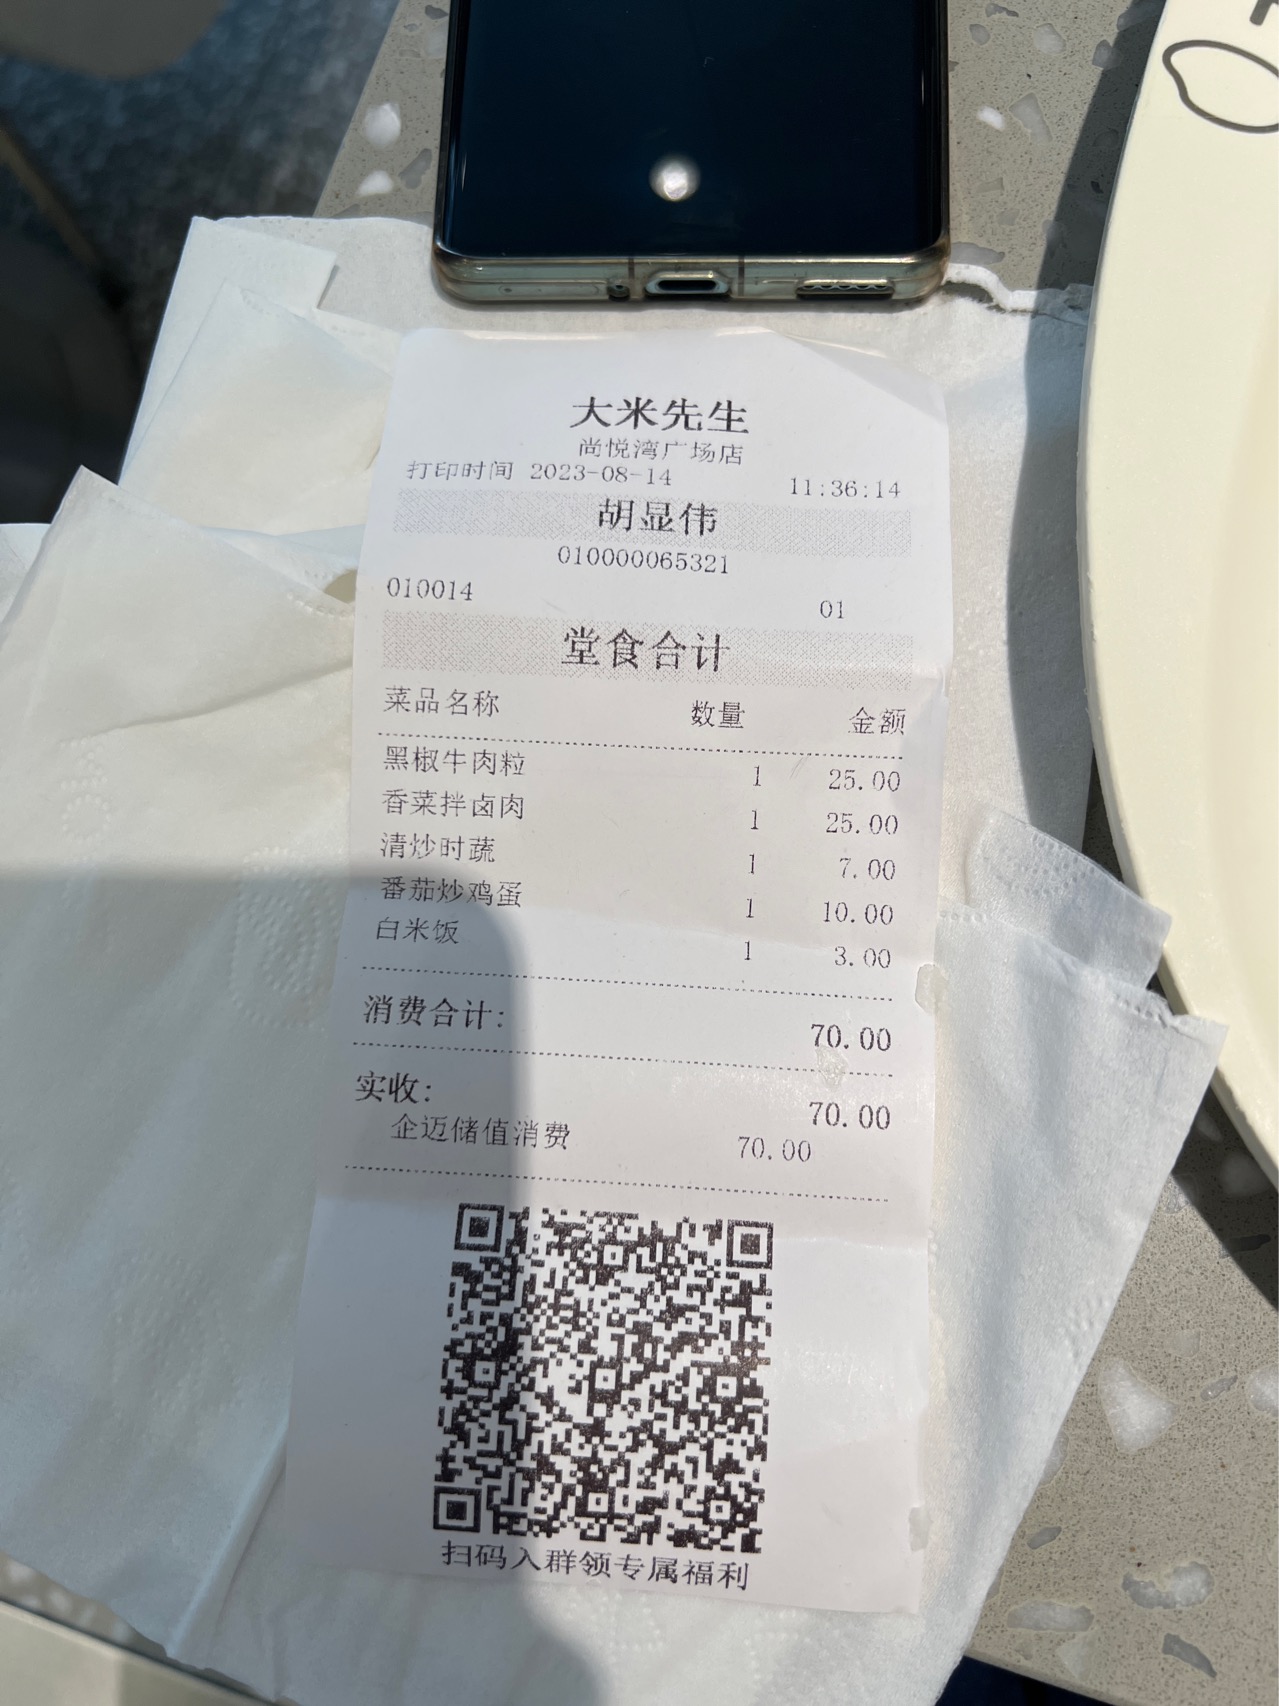 大米先生
尚悦湾广场店
打印时间 2023-08-14 11:36:14
胡显伟
010000065321
010014 01
堂食合计
菜品名称 数量 金额
黑椒牛肉粒 1 25.00
香菜拌卤肉 1 25.00
清炒时蔬 1 7.00
番茄炒鸡蛋 1 10.00
白米饭 1 3.00
消费合计: 70.00
实收: 70.00
企迈储值消费 70.00
扫码入群领专属福利